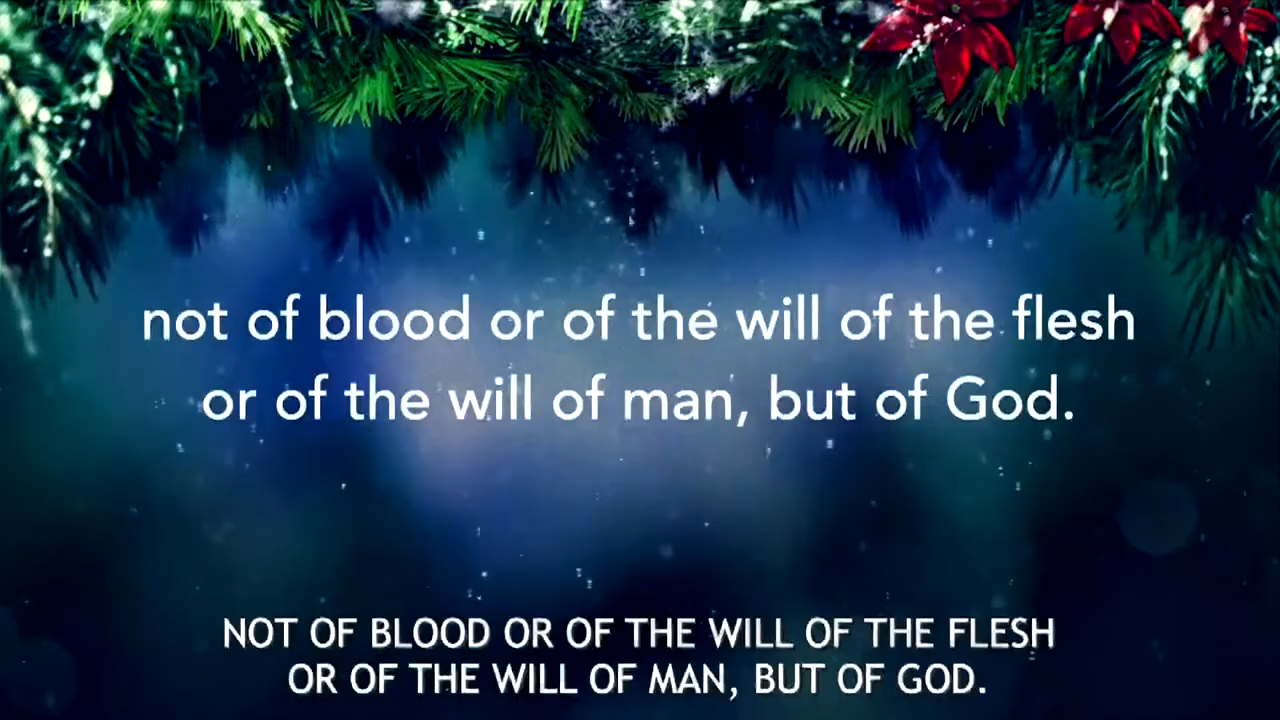 not of blood or of the will of the flesh
or of the will of man, but of God.
NOT OF BLOOD OR OF THE WILL OF THE FLESH
OR OF THE WILL OF MAN, BUT OF GOD.